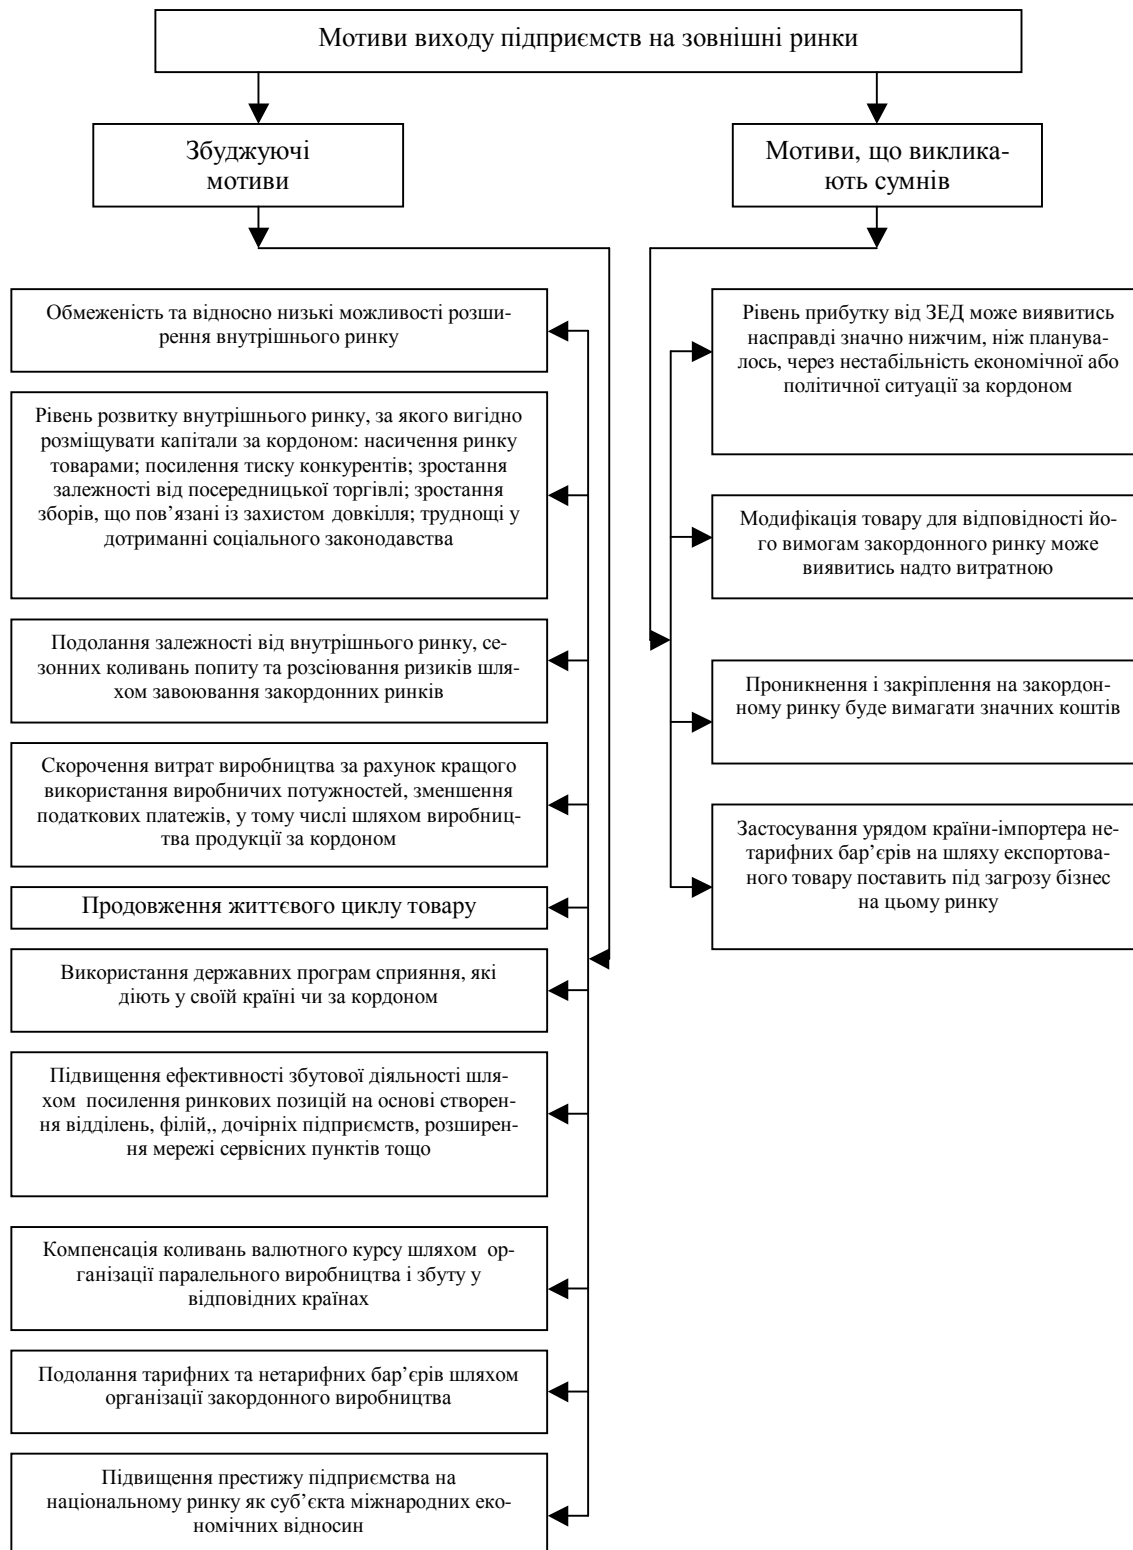 Мотиви виходу підприємств на зовнішні ринки
Збуджуючі
мотиви
Мотиви, що виклика-
ють сумнів
Обмеженість та відносно низькі можливості розши-
рення внутрішнього ринку
Рівень розвитку внутрішнього ринку, за якого вигідно
розміщувати капітали за кордоном: насичення ринку
товарами; посилення тиску конкурентів; зростання
залежності від посередницької торгівлі; зростання
зборів, що пов’язані із захистом довкілля; труднощі у
дотриманні соціального законодавства
Подолання залежності від внутрішнього ринку, се-
зонних коливань попиту та розсіювання ризиків шля-
хом завоювання закордонних ринків
Скорочення витрат виробництва за рахунок кращого
використання виробничих потужностей, зменшення
податкових платежів, у тому числі шляхом виробниц-
тва продукції за кордоном
Продовження життєвого циклу товару
Використання державних програм сприяння, які
діють у своїй країні чи за кордоном
Підвищення ефективності збутової діяльності шля-
хом посилення ринкових позицій на основі створен-
ня відділень, філій,, дочірніх підприємств, розширен-
ня мережі сервісних пунктів тощо
Компенсація коливань валютного курсу шляхом ор-
ганізації паралельного виробництва і збуту у
відповідних країнах
Подолання тарифних та нетарифних бар’єрів шляхом
організації закордонного виробництва
Підвищення престижу підприємства на
національному ринку як суб’єкта міжнародних еко-
номічних відносин
Рівень прибутку від ЗЕД може виявитись
насправді значно нижчим, ніж планува-
лось, через нестабільність економічної або
політичної ситуації за кордоном
Модифікація товару для відповідності йо-
го вимогам закордонного ринку може
виявитись надто витратною
Проникнення і закріплення на закордон-
ному ринку буде вимагати значних коштів
Застосування урядом країни-імпортера не-
тарифних бар’єрів на шляху експортова-
ного товару поставить під загрозу бізнес
на цьому ринку